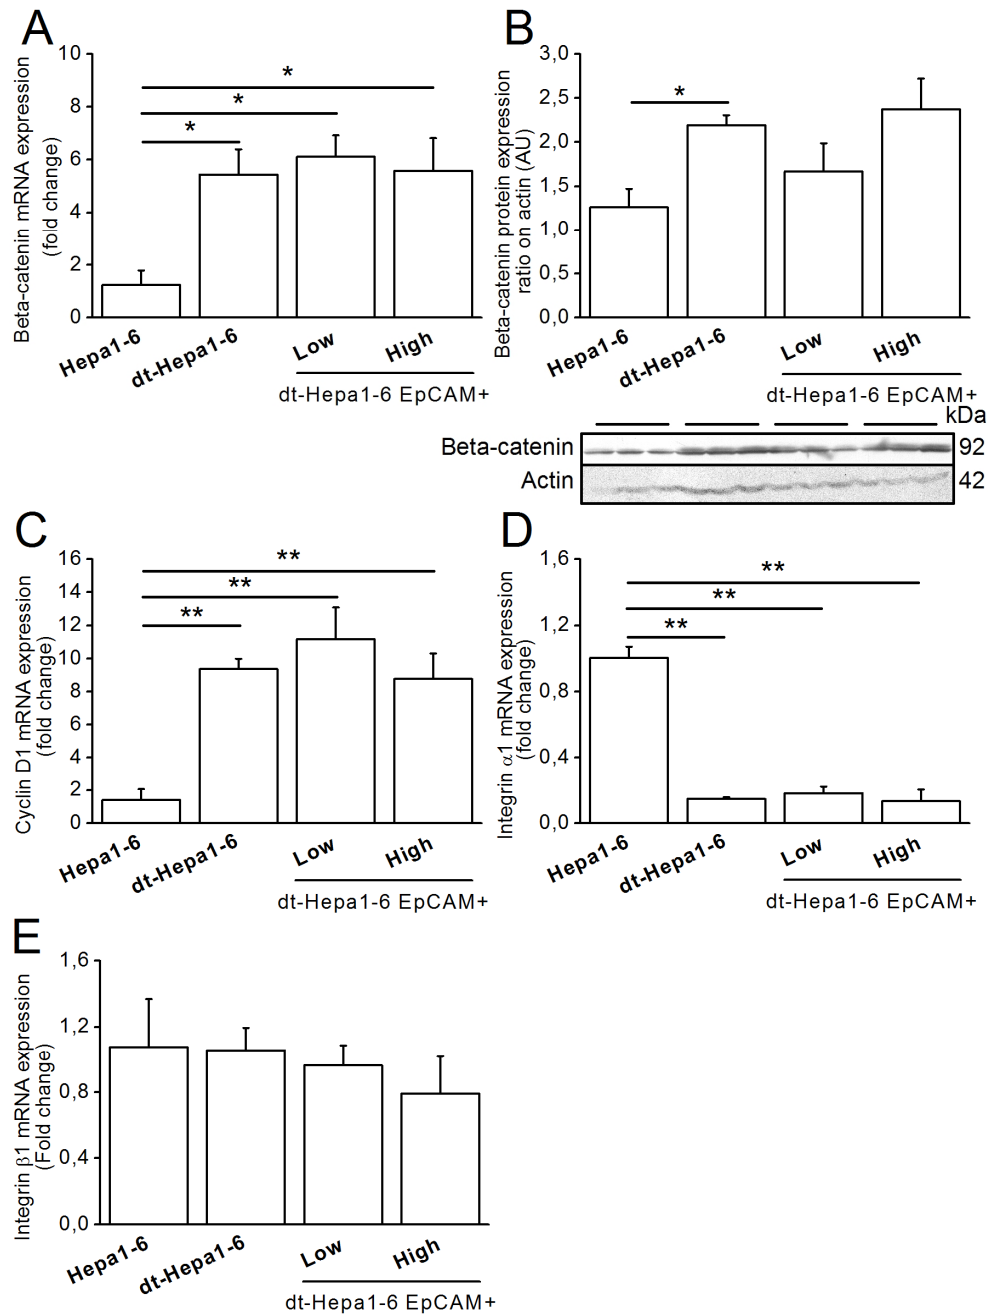 A
Beta-catenin mRNA expression
(fold change)
10
8
6
4
2
0
*
*
*
Hepa1-6
dt-Hepa1-6
Low
High
dt-Hepa1-6 EpCAM+
B
Beta-catenin protein expression
ratio on actin (AU)
3,0
2,5
2,0
1,5
1,0
0,5
0,0
*
Hepa1-6
dt-Hepa1-6
Low
High
dt-Hepa1-6 EpCAM+
kDa
Beta-catenin
92
Actin
42
C
Cyclin D1 mRNA expression
(fold change)
16
14
12
10
8
6
4
2
0
**
**
**
Hepa1-6
dt-Hepa1-6
Low
High
dt-Hepa1-6 EpCAM+
D
Integrin α1 mRNA expression
(fold change)
1,6
1,2
0,8
0,4
0,0
**
**
**
Hepa1-6
dt-Hepa1-6
Low
High
dt-Hepa1-6 EpCAM+
E
Integrin β1 mRNA expression
(Fold change)
1,6
1,2
0,8
0,4
0,0
Hepa1-6
dt-Hepa1-6
Low
High
dt-Hepa1-6 EpCAM+